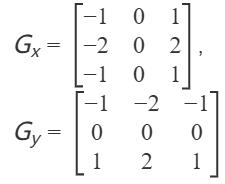 −1 0 1
Gx = −2 0 2 ,
−1 0 1
−1 −2 −1
Gy = 0 0 0
1 2 1